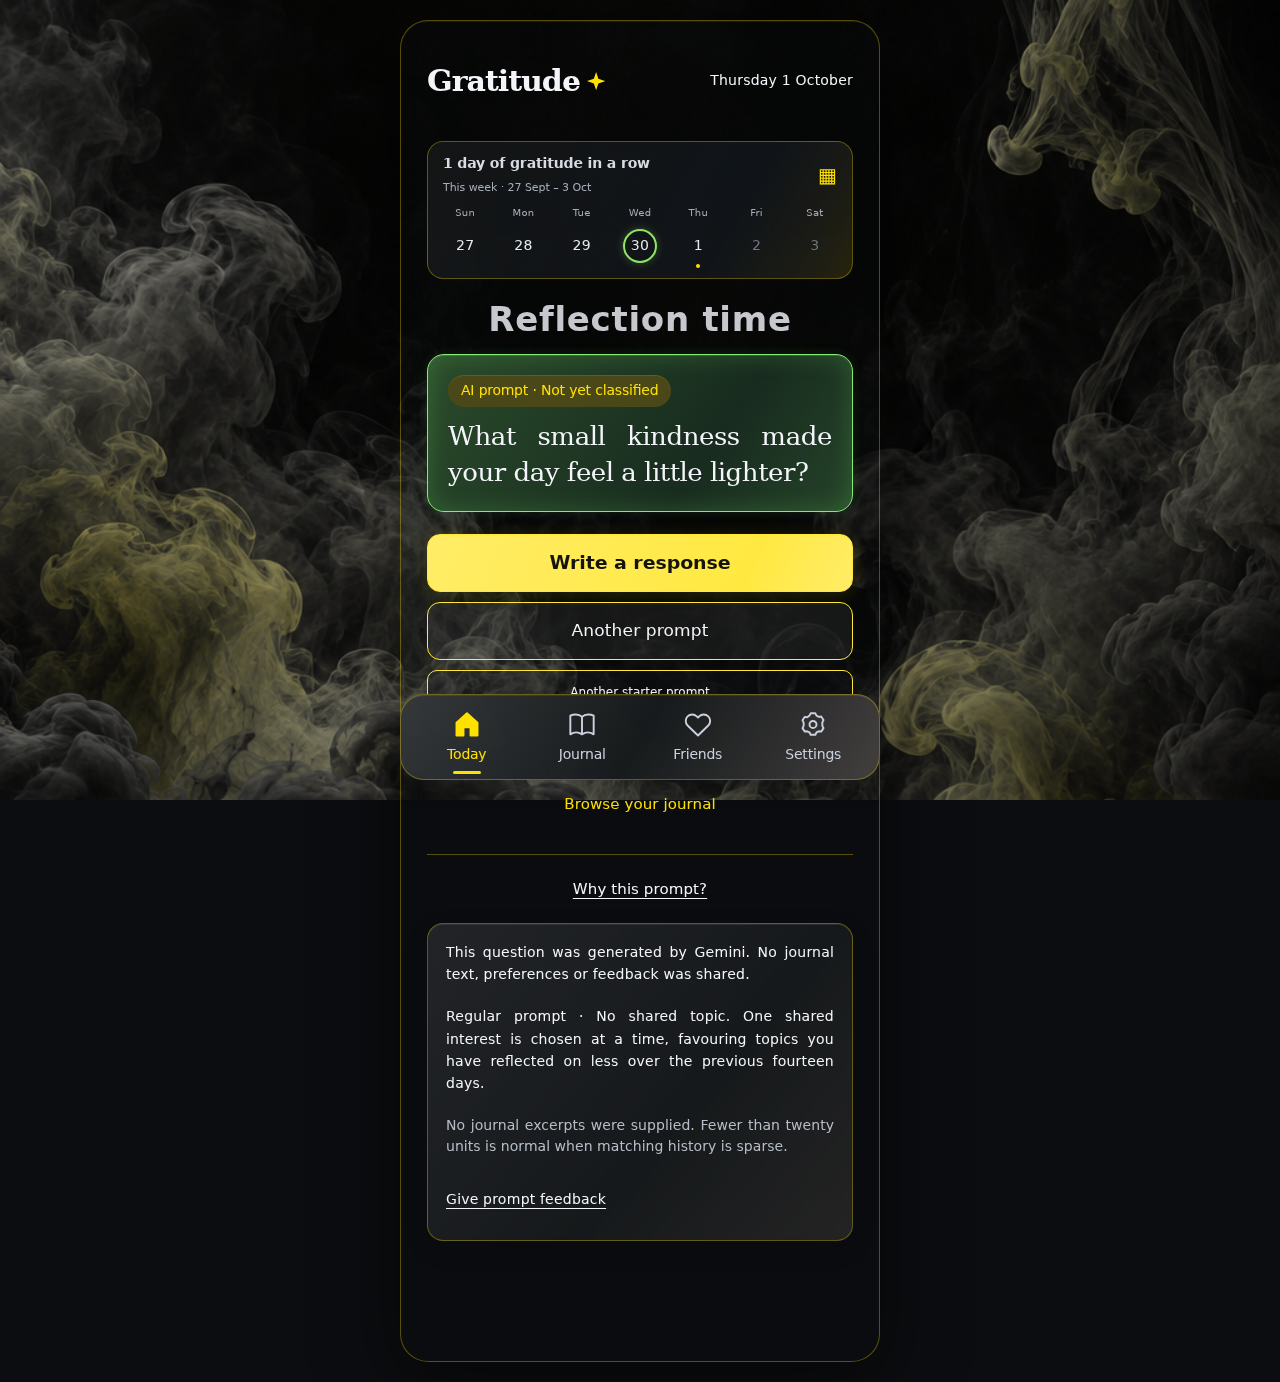 Gratitude
Thursday 1 October
1 day of gratitude in a row
This week · 27 Sept – 3 Oct
Sun Mon Tue Wed Thu Fri Sat
27 28 29 30 1 2 3
Reflection time
AI prompt · Not yet classified
What small kindness made
your day feel a little lighter?
Write a response
Another prompt
Another starter prompt
Today Journal Friends Settings
Browse your journal
Why this prompt?
This question was generated by Gemini. No journal
text, preferences or feedback was shared.
Regular prompt · No shared topic. One shared
interest is chosen at a time, favouring topics you
have reflected on less over the previous fourteen
days.
No journal excerpts were supplied. Fewer than twenty
units is normal when matching history is sparse.
Give prompt feedback